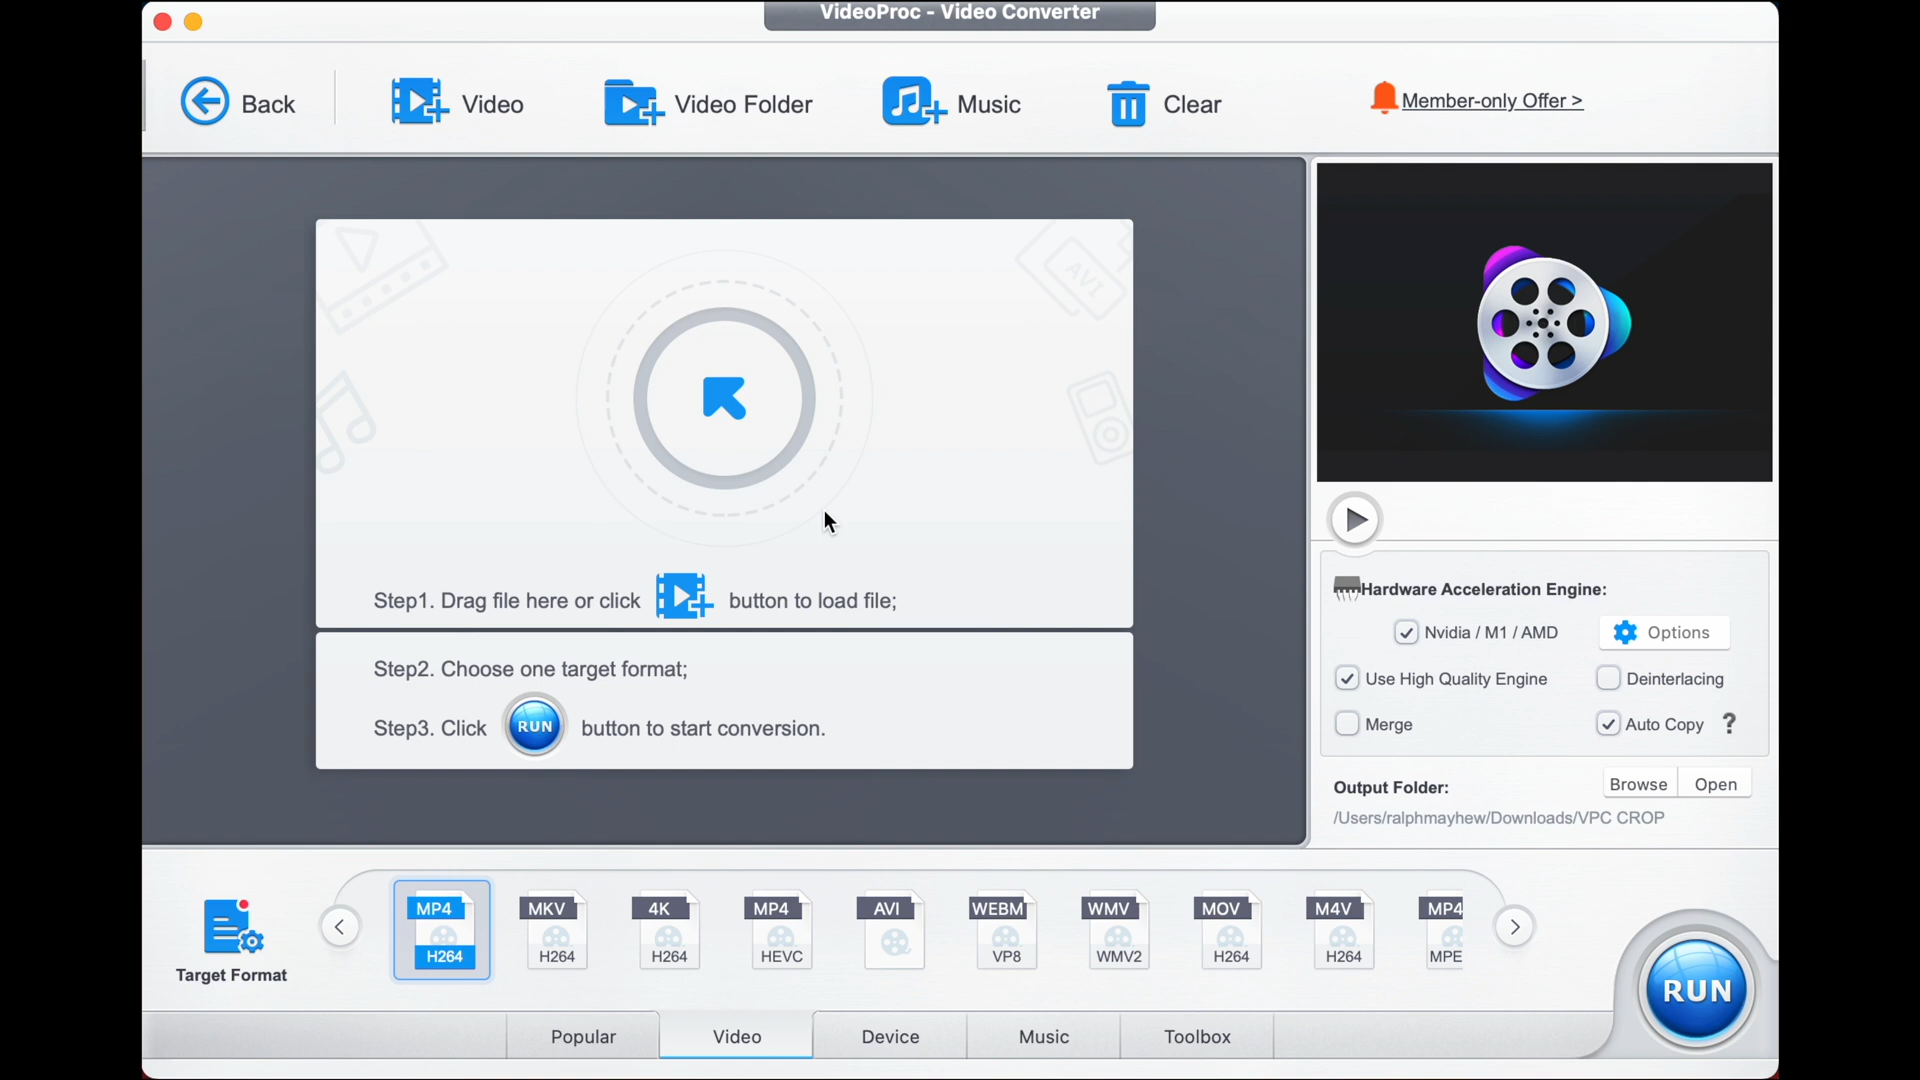 VideoProc - Video Converter
Back
Video
Video Folder
Music
Clear
Member-only Offer >
AVI
Step1. Drag file here or click button to load file;
Step2. Choose one target format;
Step3. Click RUN button to start conversion.
Hardware Acceleration Engine:
Nvidia / M1 / AMD
Options
Use High Quality Engine
Deinterlacing
Merge
Auto Copy ?
Output Folder:
Browse
Open
/Users/ralphmayhew/Downloads/VPC CROP
Target Format
MP4 H264
MKV H264
4K H264
MP4 HEVC
AVI
WEBM VP8
WMV WMV2
MOV H264
M4V H264
MP4 MPE
RUN
Popular
Video
Device
Music
Toolbox